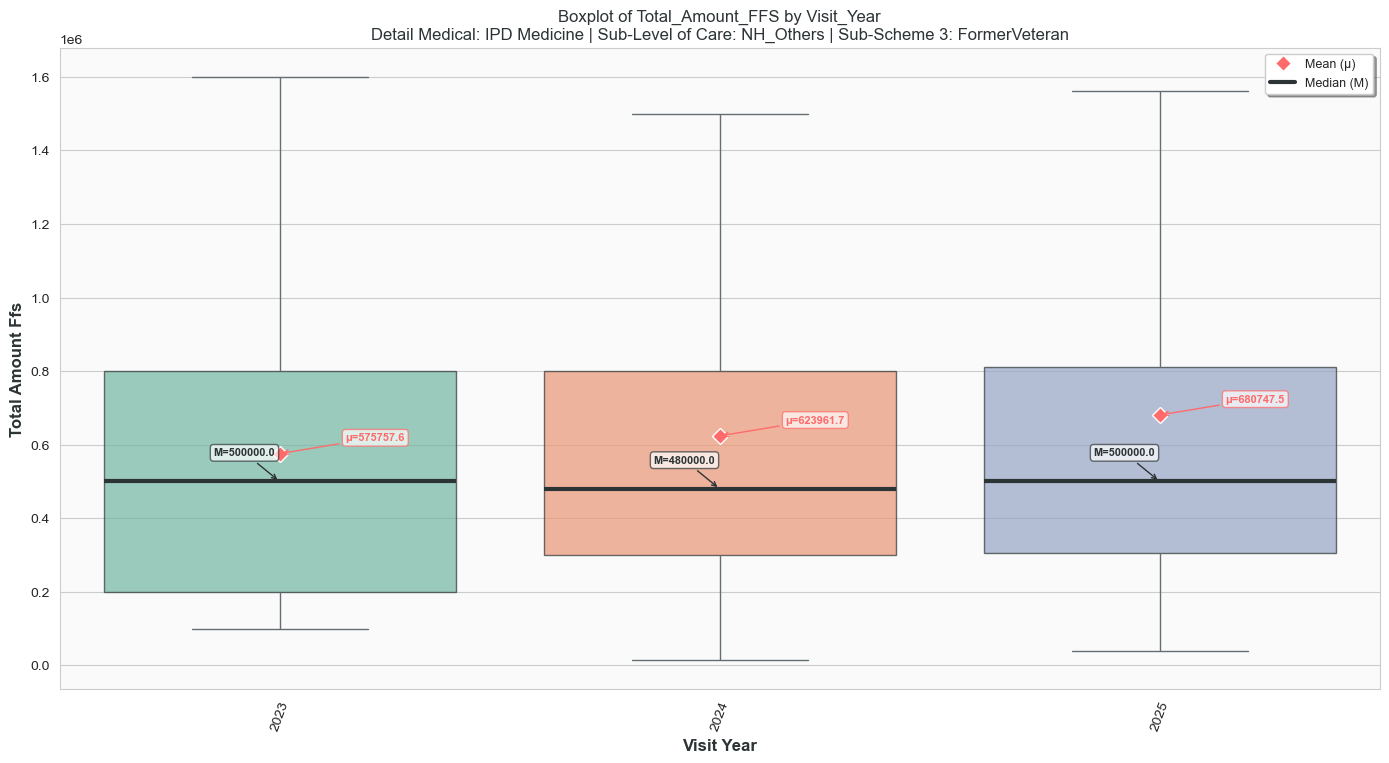 Boxplot of Total_Amount_FFS by Visit_Year
Detail Medical: IPD Medicine | Sub-Level of Care: NH_Others | Sub-Scheme 3: FormerVeteran
1e6
Mean (μ)
Median (M)
1.6
1.4
1.2
1.0
0.8
0.6
0.4
0.2
0.0
Total Amount Ffs
M=500000.0
μ=575757.6
M=480000.0
μ=623961.7
M=500000.0
μ=680747.5
2023
2024
2025
Visit Year